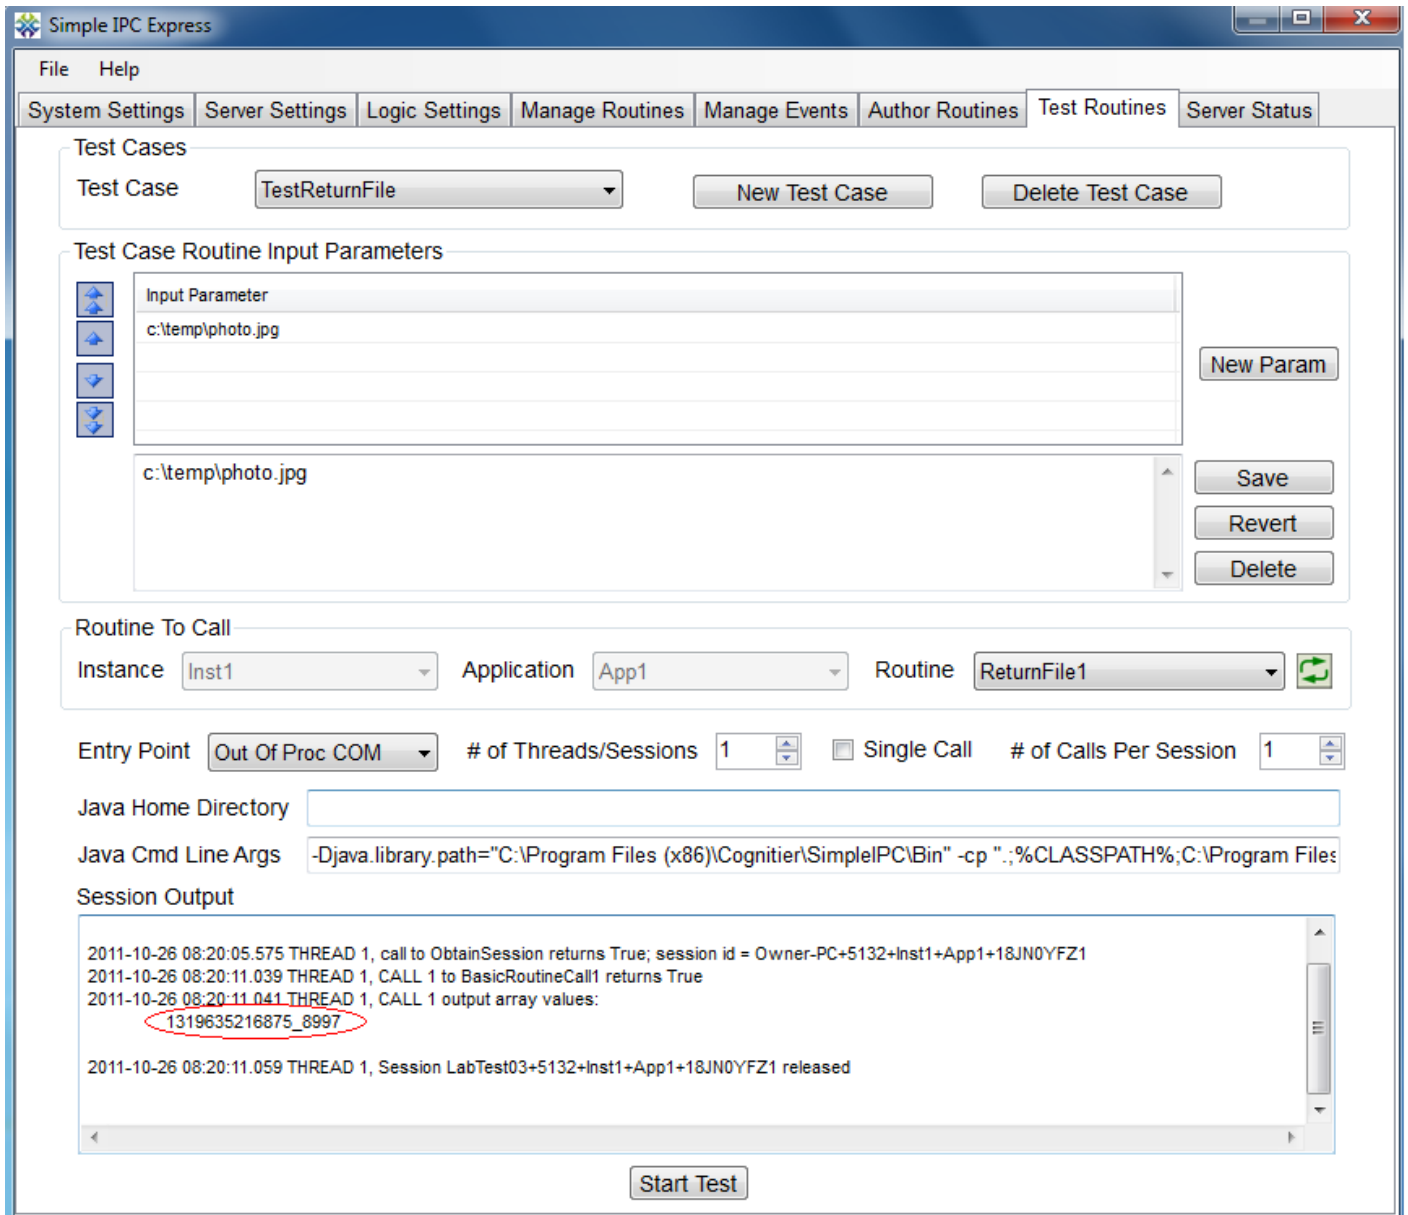 Simple IPC Express
File Help
System Settings Server Settings Logic Settings Manage Routines Manage Events Author Routines Test Routines Server Status
Test Cases
Test Case TestReturnFile New Test Case Delete Test Case
Test Case Routine Input Parameters
Input Parameter
c:\temp\photo.jpg
New Param
c:\temp\photo.jpg
Save
Revert
Delete
Routine To Call
Instance Inst1 Application App1 Routine ReturnFile1
Entry Point Out Of Proc COM # of Threads/Sessions 1 Single Call # of Calls Per Session 1
Java Home Directory
Java Cmd Line Args -Djava.library.path="C:\Program Files (x86)\Cognitier\SimpleIPC\Bin" -cp ".;%CLASSPATH%;C:\Program Files
Session Output
2011-10-26 08:20:05.575 THREAD 1, call to ObtainSession returns True; session id = Owner-PC+5132+Inst1+App1+18JN0YFZ1
2011-10-26 08:20:11.039 THREAD 1, CALL 1 to BasicRoutineCall1 returns True
2011-10-26 08:20:11.041 THREAD 1, CALL 1 output array values:
1319635216875_8997
2011-10-26 08:20:11.059 THREAD 1, Session LabTest03+5132+Inst1+App1+18JN0YFZ1 released
Start Test